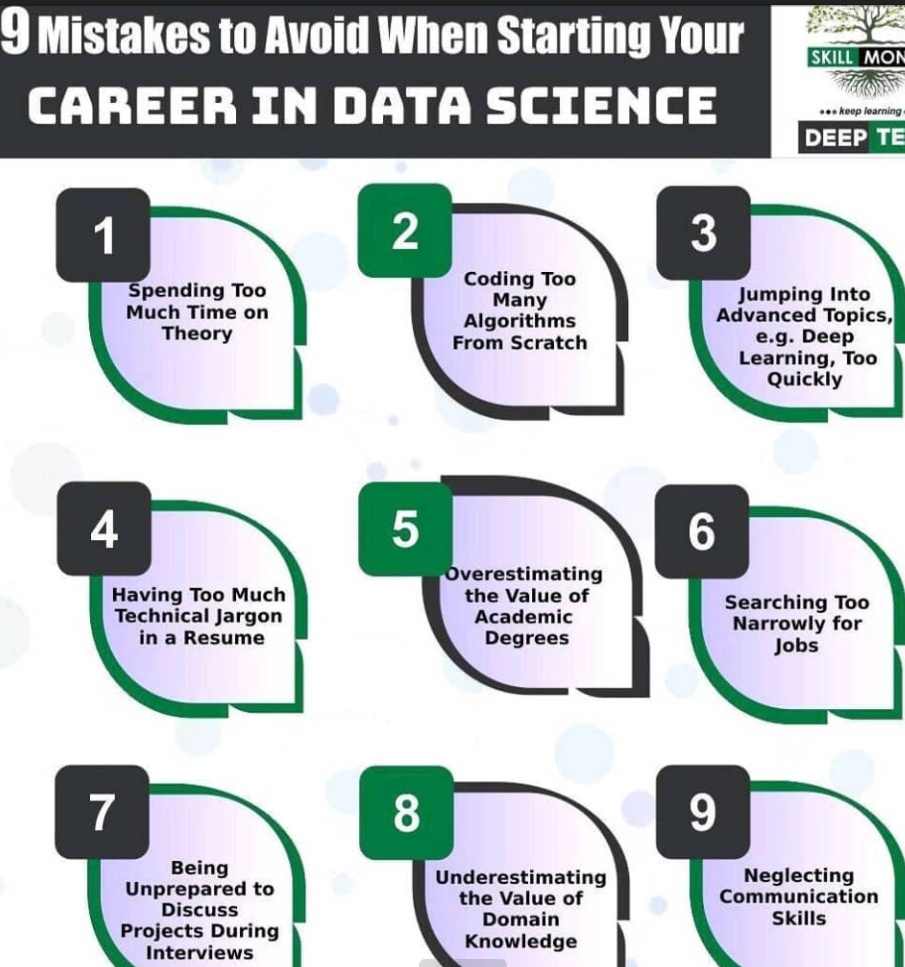 9 Mistakes to Avoid When Starting Your
CAREER IN DATA SCIENCE
SKILL MON
... keep learning
DEEP TE
1
Spending Too
Much Time on
Theory
2
Coding Too
Many
Algorithms
From Scratch
3
Jumping Into
Advanced Topics,
e.g. Deep
Learning, Too
Quickly
4
Having Too Much
Technical Jargon
in a Resume
5
Overestimating
the Value of
Academic
Degrees
6
Searching Too
Narrowly for
Jobs
7
Being
Unprepared to
Discuss
Projects During
Interviews
8
Underestimating
the Value of
Domain
Knowledge
9
Neglecting
Communication
Skills